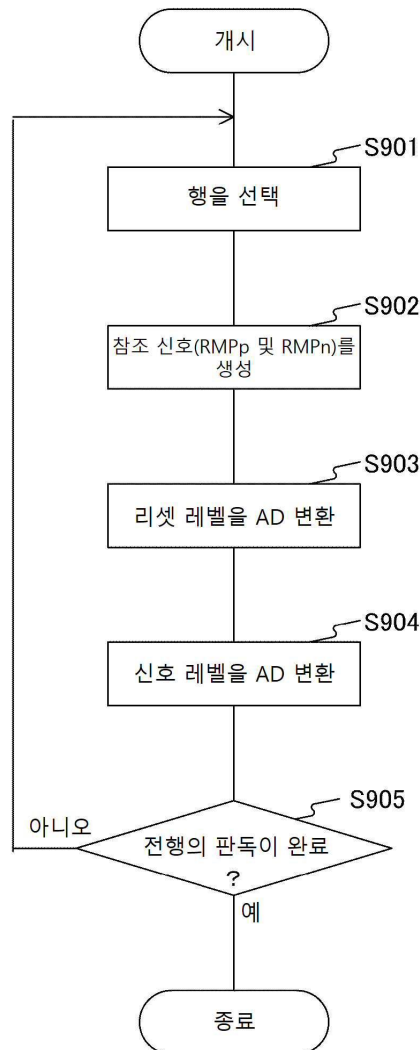 개시
S901
행을 선택
S902
참조 신호(RMPp 및 RMPn)를
생성
S903
리셋 레벨을 AD 변환
S904
신호 레벨을 AD 변환
S905
아니오
전행의 판독이 완료
?
예
종료